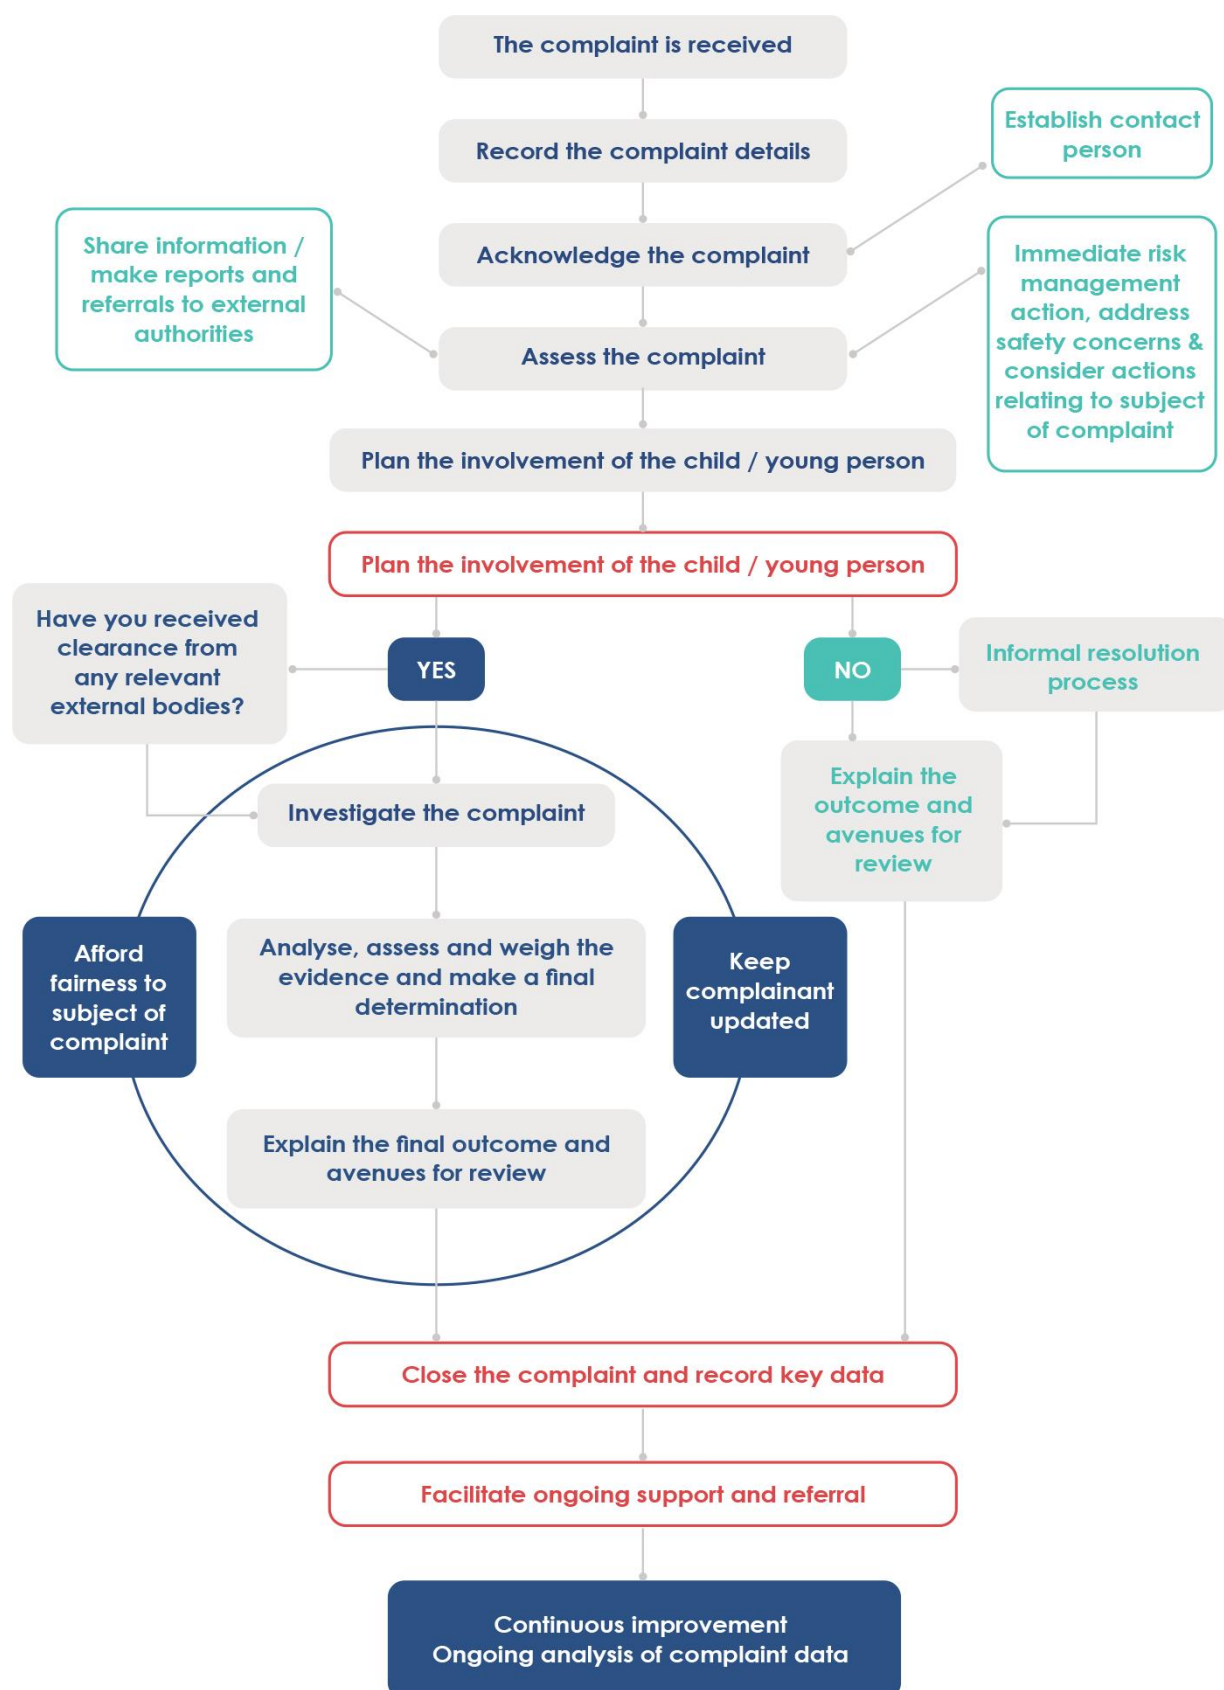 The complaint is received
Record the complaint details
Establish contact
person
Acknowledge the complaint
Share information /
make reports and
referrals to external
authorities
Immediate risk
management
action, address
safety concerns &
consider actions
relating to subject
of complaint
Assess the complaint
Plan the involvement of the child / young person
Plan the involvement of the child / young person
Have you received
clearance from
any relevant
external bodies?
YES
NO
Informal resolution
process
Explain the
outcome and
avenues for
review
Investigate the complaint
Afford
fairness to
subject of
complaint
Analyse, assess and weigh the
evidence and make a final
determination
Keep
complainant
updated
Explain the final outcome and
avenues for review
Close the complaint and record key data
Facilitate ongoing support and referral
Continuous improvement
Ongoing analysis of complaint data